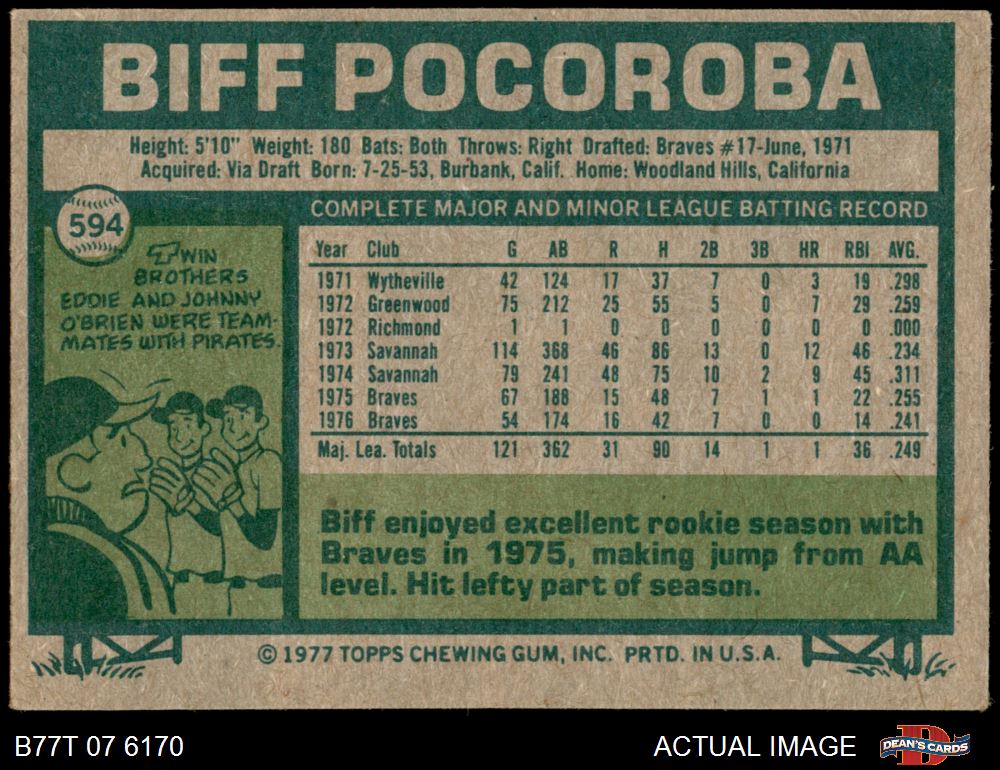 BIFF POCOROBA
Height: 5'10" Weight: 180 Bats: Both Throws: Right Drafted: Braves #17-June, 1971
Acquired: Via Draft Born: 7-25-53, Burbank, Calif. Home: Woodland Hills, California
594
TWIN
BROTHERS
EDDIE AND JOHNNY
O'BRIEN WERE TEAM-
MATES WITH PIRATES.
COMPLETE MAJOR AND MINOR LEAGUE BATTING RECORD
Year Club G AB R H 2B 3B HR RBI AVG.
1971 Wytheville 42 124 17 37 7 0 3 19 .298
1972 Greenwood 75 212 25 55 5 0 7 29 .259
1972 Richmond 1 1 0 0 0 0 0 0 .000
1973 Savannah 114 368 46 86 13 0 12 46 .234
1974 Savannah 79 241 48 75 10 2 9 45 .311
1975 Braves 67 188 15 48 7 1 1 22 .255
1976 Braves 54 174 16 42 7 0 0 14 .241
Maj. Lea. Totals 121 362 31 90 14 1 1 36 .249
Biff enjoyed excellent rookie season with
Braves in 1975, making jump from AA
level. Hit lefty part of season.
© 1977 TOPPS CHEWING GUM, INC. PRTD. IN U.S.A.
B77T 07 6170
ACTUAL IMAGE
D
DEAN'S CARDS